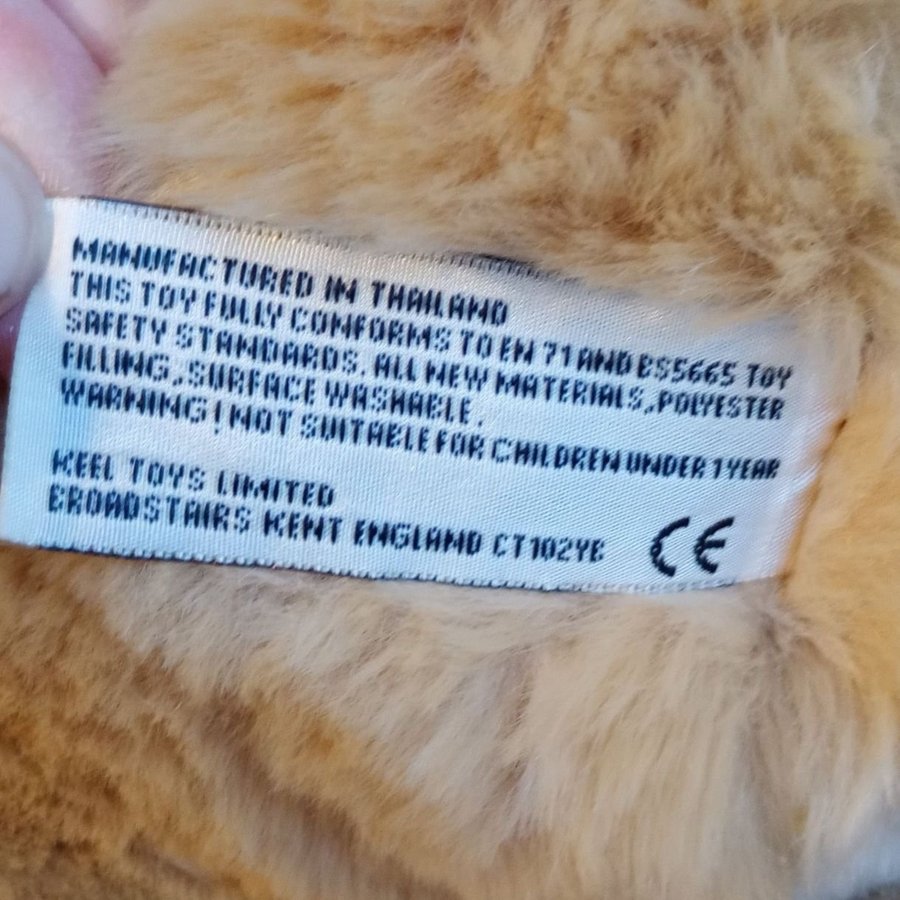 MANUFACTURED IN THAILAND
THIS TOY FULLY CONFORMS TO EN 71 AND BS5665 TOY
SAFETY STANDARDS. ALL NEW MATERIALS, POLYESTER
FILLING, SURFACE WASHABLE.
WARNING! NOT SUITABLE FOR CHILDREN UNDER 1 YEAR
KEEL TOYS LIMITED
BROADSTAIRS KENT ENGLAND CT102YB
CE